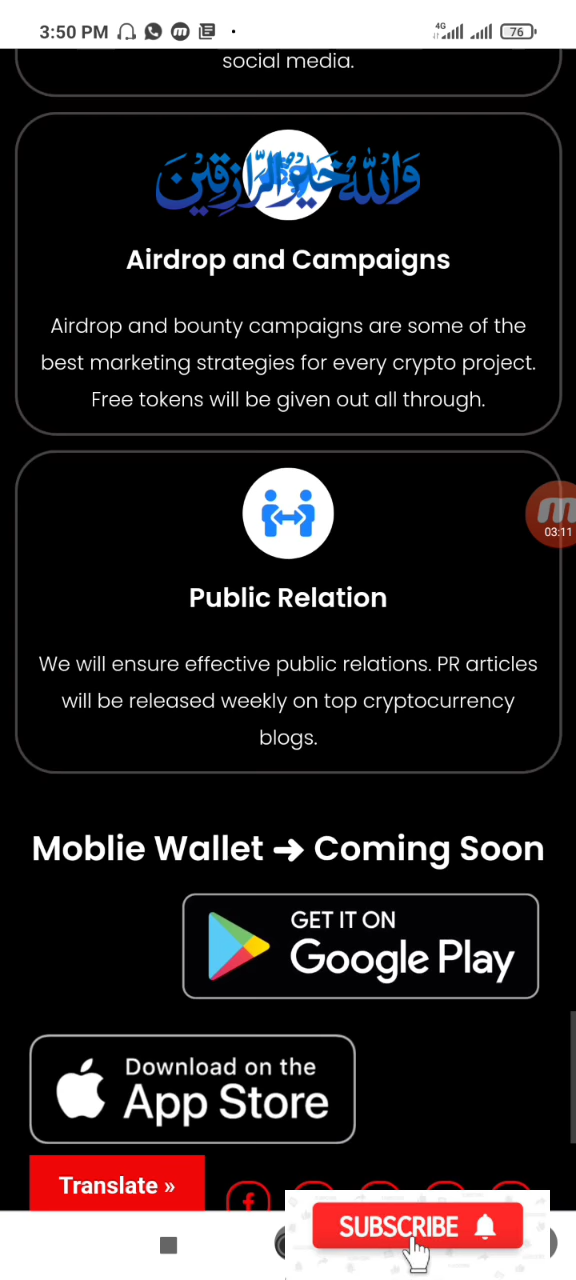 3:50 PM
4G
76
social media.
وَاللّٰهُ خَيْرُ الرَّازِقِيْنَ
Airdrop and Campaigns
Airdrop and bounty campaigns are some of the
best marketing strategies for every crypto project.
Free tokens will be given out all through.
03:11
Public Relation
We will ensure effective public relations. PR articles
will be released weekly on top cryptocurrency
blogs.
Moblie Wallet ➜ Coming Soon
GET IT ON
Google Play
Download on the
App Store
Translate »
SUBSCRIBE